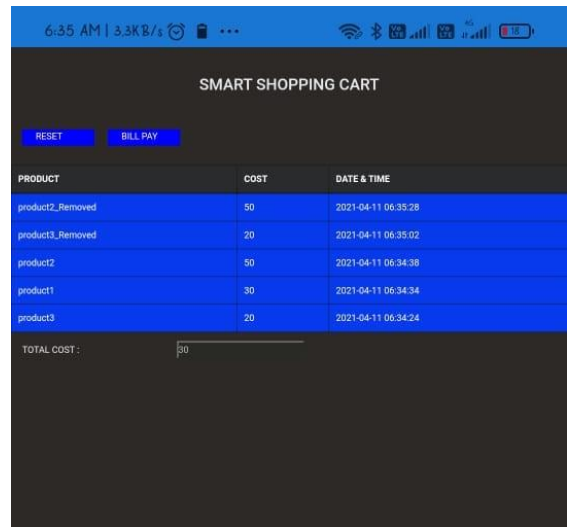 6:35 AM | 3.3KB/s
18
SMART SHOPPING CART
RESET BILL PAY
PRODUCT COST DATE & TIME
product2_Removed 50 2021-04-11 06:35:28
product3_Removed 20 2021-04-11 06:35:02
product2 50 2021-04-11 06:34:38
product1 30 2021-04-11 06:34:34
product3 20 2021-04-11 06:34:24
TOTAL COST : 30